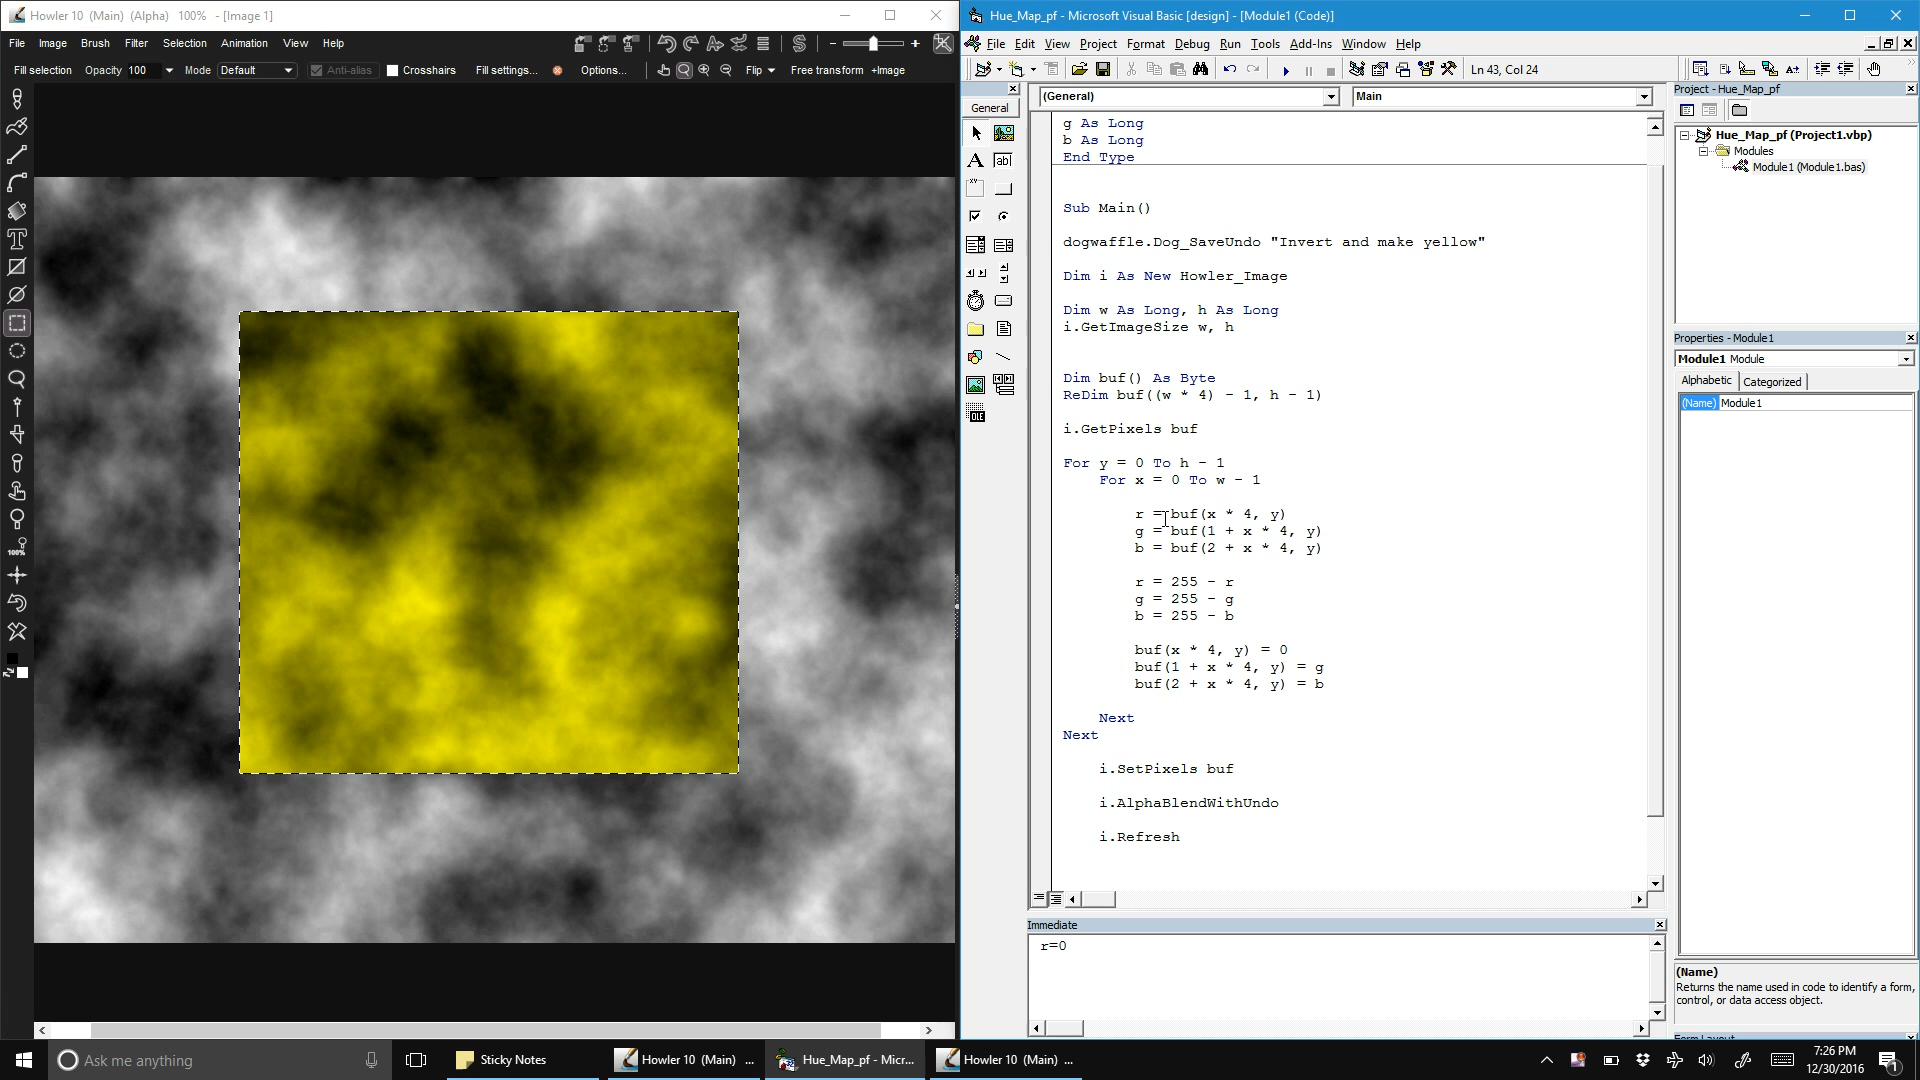 Howler 10 (Main) (Alpha) 100% - [Image 1]
File Image Brush Filter Selection Animation View Help
Fill selection Opacity 100 Mode Default Anti-alias Crosshairs Fill settings... Options... Flip Free transform +Image
100%
Hue_Map_pf - Microsoft Visual Basic [design] - [Module1 (Code)]
File Edit View Project Format Debug Run Tools Add-Ins Window Help
Ln 43, Col 24
General
(General) Main
g As Long
b As Long
End Type
Sub Main()
dogwaffle.Dog_SaveUndo "Invert and make yellow"
Dim i As New Howler_Image
Dim w As Long, h As Long
i.GetImageSize w, h
Dim buf() As Byte
ReDim buf((w * 4) - 1, h - 1)
i.GetPixels buf
For y = 0 To h - 1
For x = 0 To w - 1
r = buf(x * 4, y)
g = buf(1 + x * 4, y)
b = buf(2 + x * 4, y)
r = 255 - r
g = 255 - g
b = 255 - b
buf(x * 4, y) = 0
buf(1 + x * 4, y) = g
buf(2 + x * 4, y) = b
Next
Next
i.SetPixels buf
i.AlphaBlendWithUndo
i.Refresh
Immediate
r=0
Project - Hue_Map_pf
Hue_Map_pf (Project1.vbp)
Modules
Module1 (Module1.bas)
Properties - Module1
Module1 Module
Alphabetic Categorized
(Name) Module1
(Name)
Returns the name used in code to identify a form, control, or data access object.
Form Layout
Ask me anything
Sticky Notes
Howler 10 (Main) ...
Hue_Map_pf - Micr...
Howler 10 (Main) ...
7:26 PM
12/30/2016
1